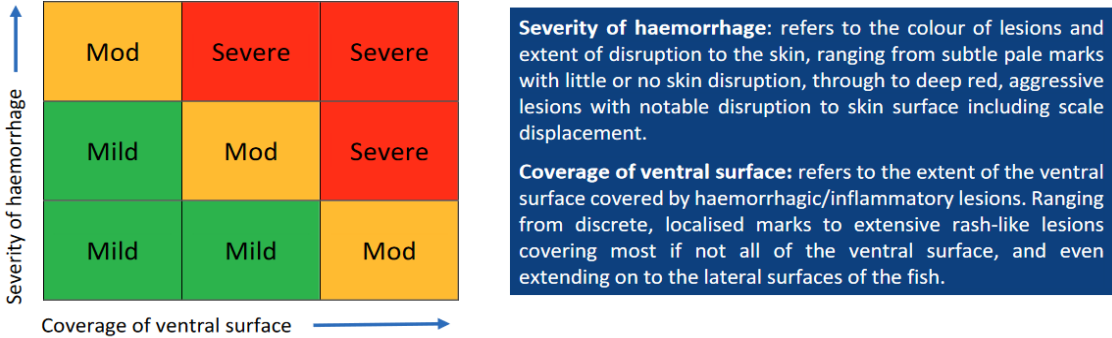 Severity of haemorrhage
Mod Severe Severe
Mild Mod Severe
Mild Mild Mod
Coverage of ventral surface
Severity of haemorrhage: refers to the colour of lesions and
extent of disruption to the skin, ranging from subtle pale marks
with little or no skin disruption, through to deep red, aggressive
lesions with notable disruption to skin surface including scale
displacement.
Coverage of ventral surface: refers to the extent of the ventral
surface covered by haemorrhagic/inflammatory lesions. Ranging
from discrete, localised marks to extensive rash-like lesions
covering most if not all of the ventral surface, and even
extending on to the lateral surfaces of the fish.